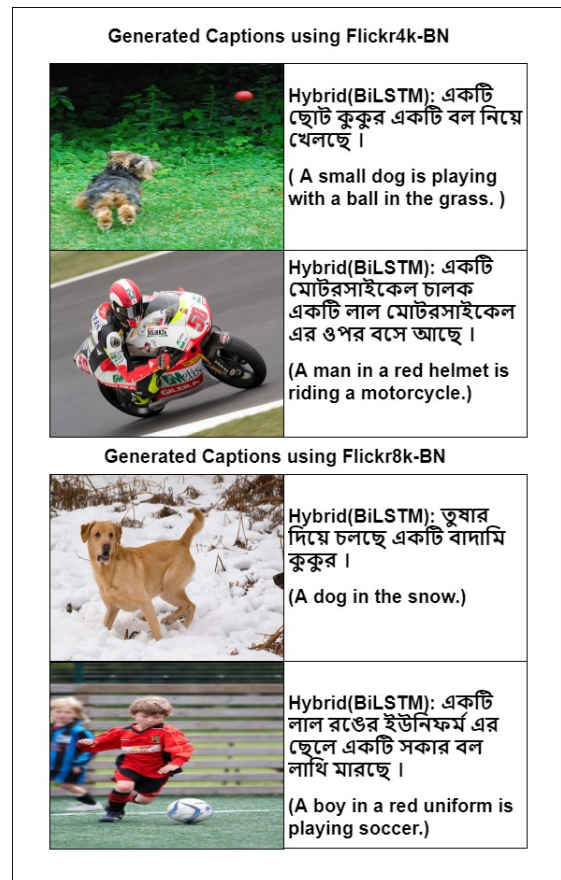 Generated Captions using Flickr4k-BN
Hybrid(BiLSTM): একটি
ছোট কুকুর একটি বল নিয়ে
খেলছে ।
( A small dog is playing
with a ball in the grass. )
Hybrid(BiLSTM): একটি
মোটরসাইকেল চালক
একটি লাল মোটরসাইকেল
এর ওপর বসে আছে ।
(A man in a red helmet is
riding a motorcycle.)
58
Metis
GILERA
Generated Captions using Flickr8k-BN
Hybrid(BiLSTM): তুষার
দিয়ে চলছে একটি বাদামি
কুকুর ।
(A dog in the snow.)
Hybrid(BiLSTM): একটি
লাল রঙের ইউনিফর্ম এর
ছেলে একটি সকার বল
লাথি মারছে ।
(A boy in a red uniform is
playing soccer.)